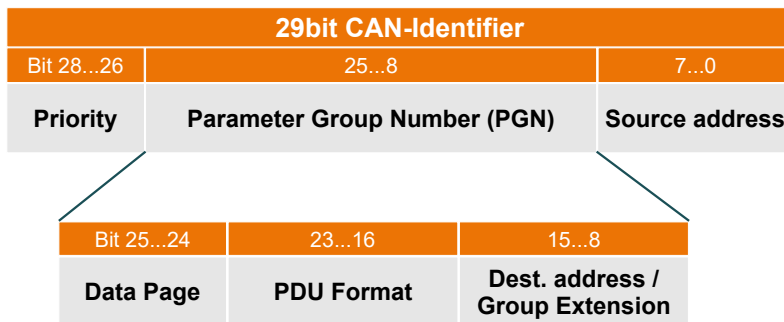 29bit CAN-Identifier
Bit 28...26 25...8 7...0
Priority Parameter Group Number (PGN) Source address
Bit 25...24 23...16 15...8
Data Page PDU Format Dest. address /
Group Extension